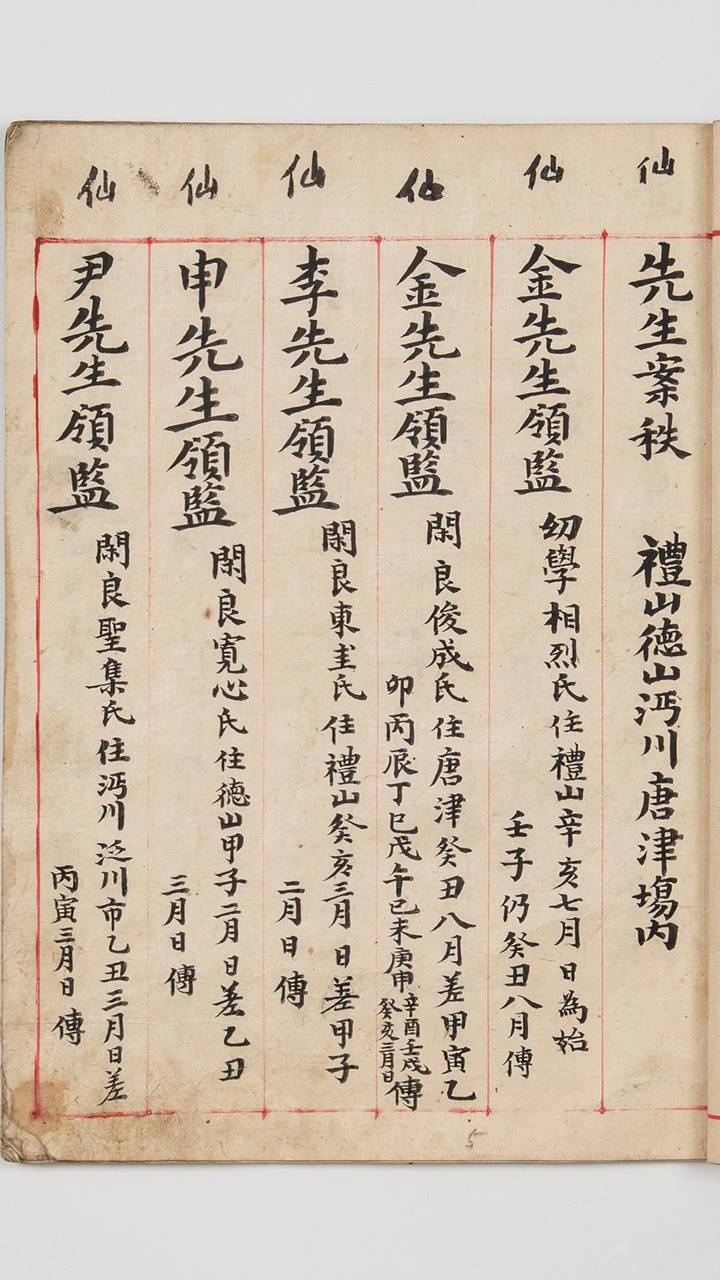 仙
先生案秩 禮山德山沔川唐津場內
仙
金先生領監 幼學相烈氏住禮山辛亥七月日為始
壬子仍癸丑八月傳
仙
金先生領監 閑良俊成氏住唐津癸丑八月差甲寅乙
卯丙辰丁巳戊午己未庚申辛酉壬戌癸亥三月日傳
仙
李先生領監 閑良東圭氏住禮山癸亥三月日差甲子
二月日傳
仙
申先生領監 閑良寬心氏住德山甲子二月日差乙丑
三月日傳
仙
尹先生領監 閑良聖集氏住沔川泛川市乙丑三月日差
丙寅三月日傳
5